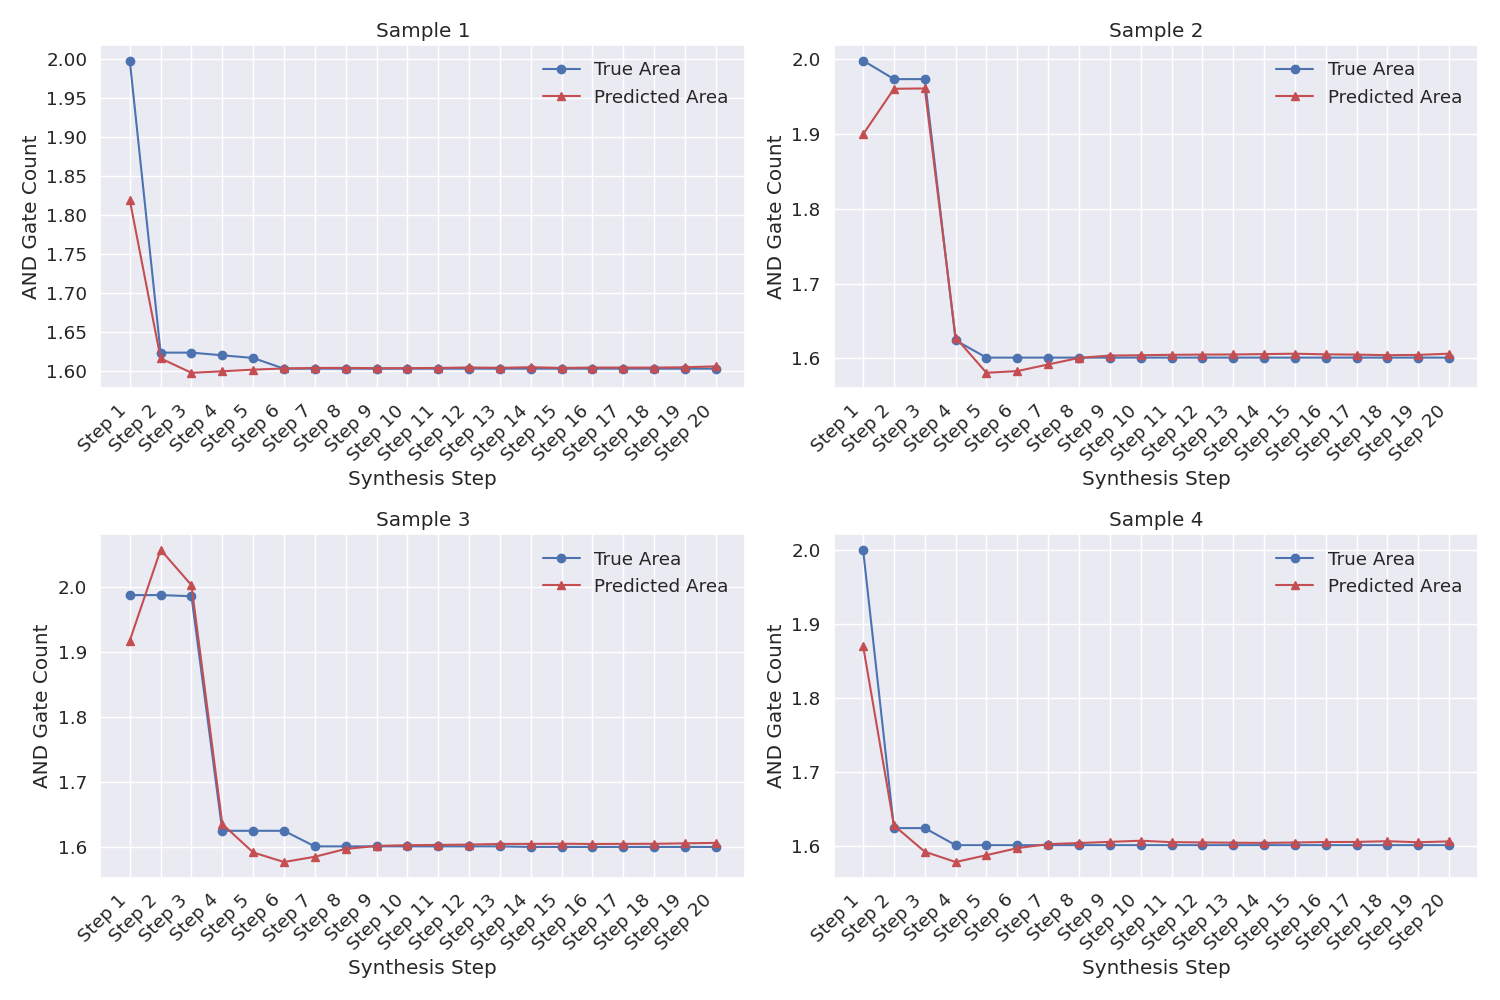 Sample 1
AND Gate Count
2.00
1.95
1.90
1.85
1.80
1.75
1.70
1.65
1.60
True Area
Predicted Area
Step 1
Step 2
Step 3
Step 4
Step 5
Step 6
Step 7
Step 8
Step 9
Step 10
Step 11
Step 12
Step 13
Step 14
Step 15
Step 16
Step 17
Step 18
Step 19
Step 20
Synthesis Step
Sample 2
AND Gate Count
2.0
1.9
1.8
1.7
1.6
True Area
Predicted Area
Step 1
Step 2
Step 3
Step 4
Step 5
Step 6
Step 7
Step 8
Step 9
Step 10
Step 11
Step 12
Step 13
Step 14
Step 15
Step 16
Step 17
Step 18
Step 19
Step 20
Synthesis Step
Sample 3
AND Gate Count
2.0
1.9
1.8
1.7
1.6
True Area
Predicted Area
Step 1
Step 2
Step 3
Step 4
Step 5
Step 6
Step 7
Step 8
Step 9
Step 10
Step 11
Step 12
Step 13
Step 14
Step 15
Step 16
Step 17
Step 18
Step 19
Step 20
Synthesis Step
Sample 4
AND Gate Count
2.0
1.9
1.8
1.7
1.6
True Area
Predicted Area
Step 1
Step 2
Step 3
Step 4
Step 5
Step 6
Step 7
Step 8
Step 9
Step 10
Step 11
Step 12
Step 13
Step 14
Step 15
Step 16
Step 17
Step 18
Step 19
Step 20
Synthesis Step